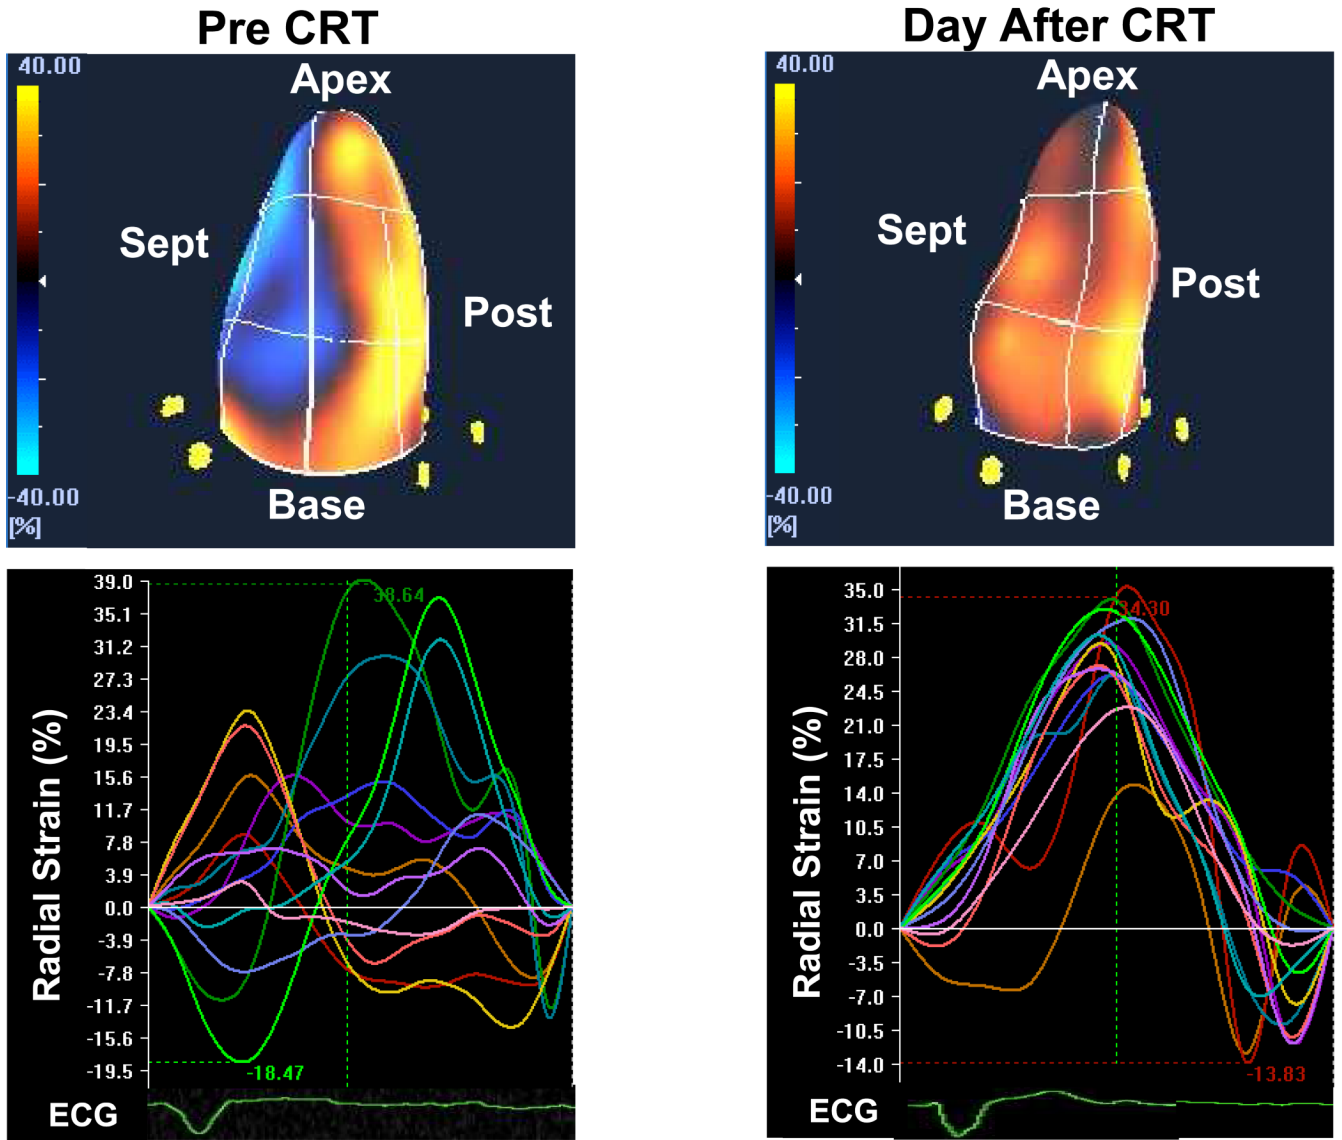 Pre CRT
Day After CRT
40.00
Apex
Sept
Post
Base
-40.00
[%]
40.00
Apex
Sept
Post
Base
-40.00
[%]
Radial Strain (%)
39.0
35.1
31.2
27.3
23.4
19.5
15.6
11.7
7.8
3.9
0.0
-3.9
-7.8
-11.7
-15.6
-19.5
38.64
-18.47
ECG
Radial Strain (%)
35.0
31.5
28.0
24.5
21.0
17.5
14.0
10.5
7.0
3.5
0.0
-3.5
-7.0
-10.5
-14.0
34.30
-13.83
ECG